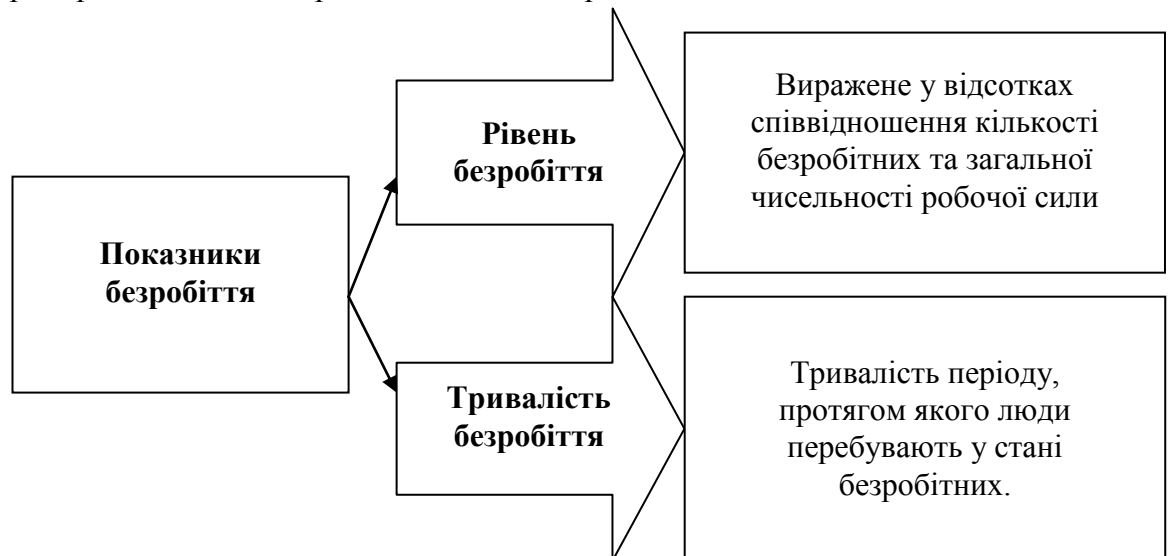 Показники
безробіття
Рівень
безробіття
Виражене у відсотках
співвідношення кількості
безробітних та загальної
чисельності робочої сили
Тривалість
безробіття
Тривалість періоду,
протягом якого люди
перебувають у стані
безробітних.